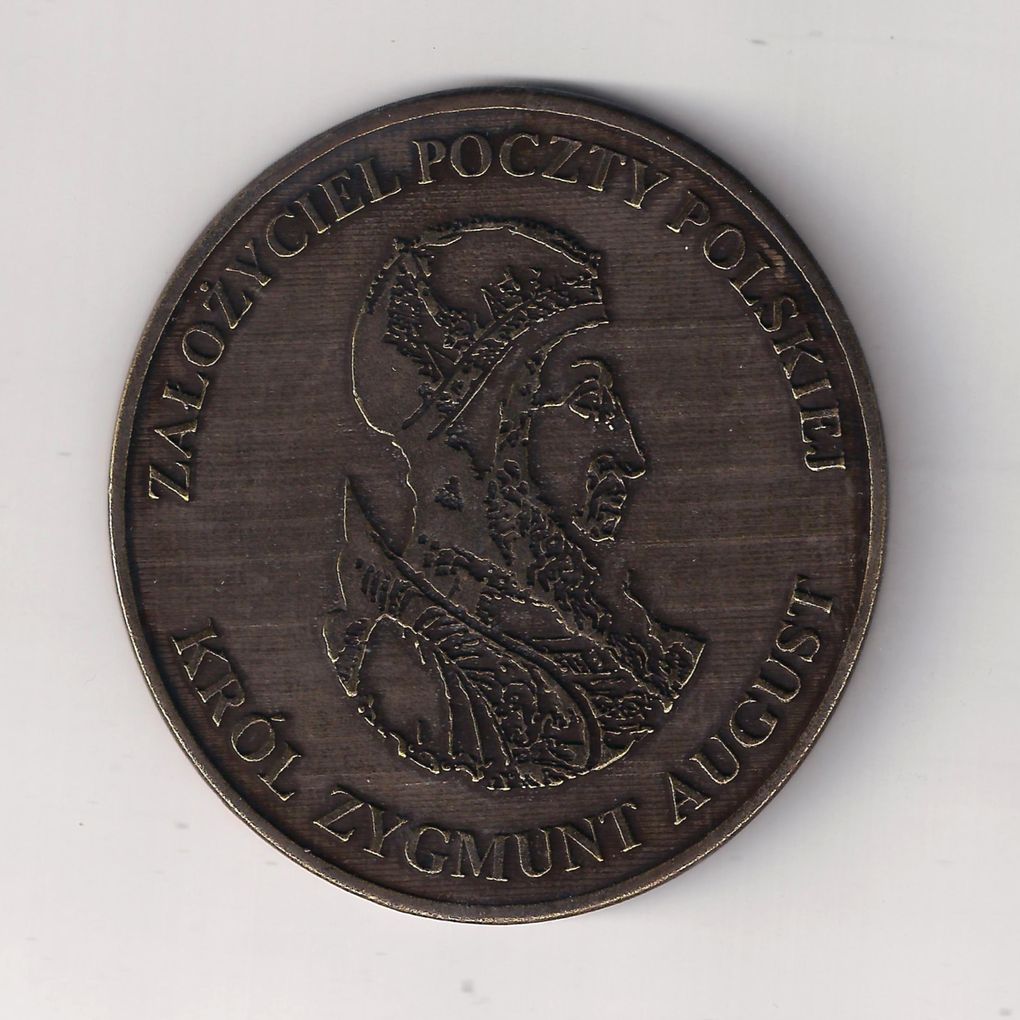 ZAŁOŻYCIEL POCZTY POLSKIEJ
KRÓL ZYGMUNT AUGUST